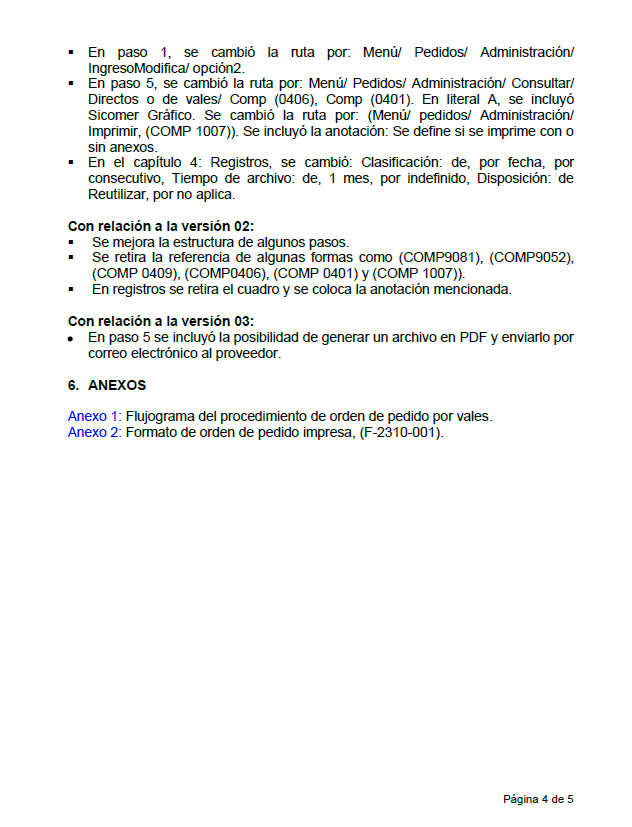 ▪ En paso 1, se cambió la ruta por: Menú/ Pedidos/ Administración/
IngresoModifica/ opción2.
▪ En paso 5, se cambió la ruta por: Menú/ Pedidos/ Administración/ Consultar/
Directos o de vales/ Comp (0406), Comp (0401). En literal A, se incluyó
Sicomer Gráfico. Se cambió la ruta por: (Menú/ pedidos/ Administración/
Imprimir, (COMP 1007)). Se incluyó la anotación: Se define si se imprime con o
sin anexos.
▪ En el capítulo 4: Registros, se cambió: Clasificación: de, por fecha, por
consecutivo, Tiempo de archivo: de, 1 mes, por indefinido, Disposición: de
Reutilizar, por no aplica.
Con relación a la versión 02:
▪ Se mejora la estructura de algunos pasos.
▪ Se retira la referencia de algunas formas como (COMP9081), (COMP9052),
(COMP 0409), (COMP0406), (COMP 0401) y (COMP 1007)).
▪ En registros se retira el cuadro y se coloca la anotación mencionada.
Con relación a la versión 03:
● En paso 5 se incluyó la posibilidad de generar un archivo en PDF y enviarlo por
correo electrónico al proveedor.
6. ANEXOS
Anexo 1: Flujograma del procedimiento de orden de pedido por vales.
Anexo 2: Formato de orden de pedido impresa, (F-2310-001).
Página 4 de 5